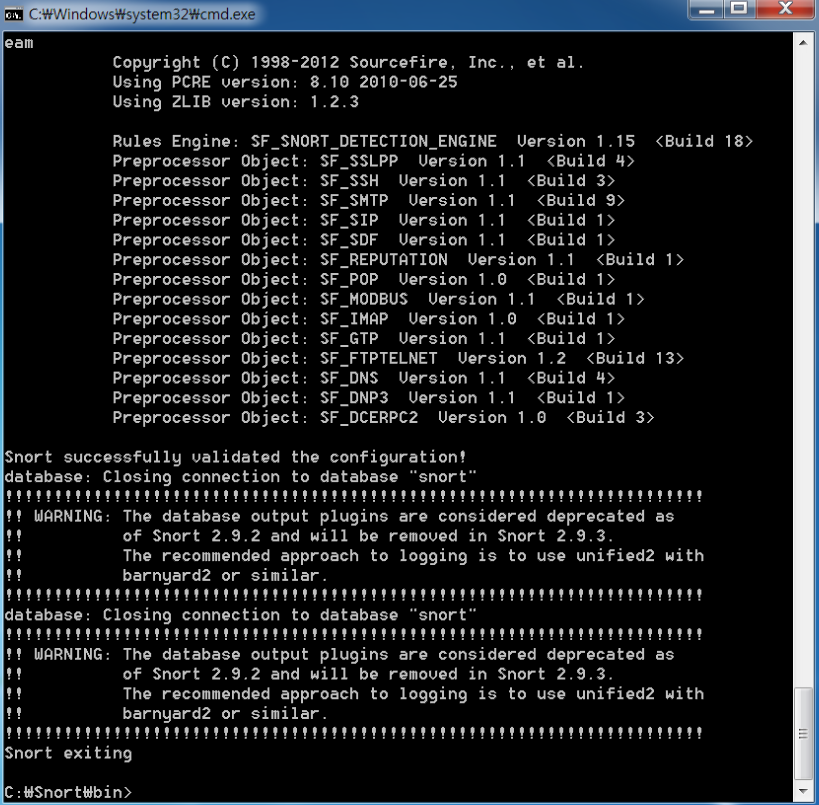 C:₩Windows₩system32₩cmd.exe
eam
Copyright (C) 1998-2012 Sourcefire, Inc., et al.
Using PCRE version: 8.10 2010-06-25
Using ZLIB version: 1.2.3
Rules Engine: SF_SNORT_DETECTION_ENGINE Version 1.15 <Build 18>
Preprocessor Object: SF_SSLPP Version 1.1 <Build 4>
Preprocessor Object: SF_SSH Version 1.1 <Build 3>
Preprocessor Object: SF_SMTP Version 1.1 <Build 9>
Preprocessor Object: SF_SIP Version 1.1 <Build 1>
Preprocessor Object: SF_SDF Version 1.1 <Build 1>
Preprocessor Object: SF_REPUTATION Version 1.1 <Build 1>
Preprocessor Object: SF_POP Version 1.0 <Build 1>
Preprocessor Object: SF_MODBUS Version 1.1 <Build 1>
Preprocessor Object: SF_IMAP Version 1.0 <Build 1>
Preprocessor Object: SF_GTP Version 1.1 <Build 1>
Preprocessor Object: SF_FTPTELNET Version 1.2 <Build 13>
Preprocessor Object: SF_DNS Version 1.1 <Build 4>
Preprocessor Object: SF_DNP3 Version 1.1 <Build 1>
Preprocessor Object: SF_DCERPC2 Version 1.0 <Build 3>
Snort successfully validated the configuration!
database: Closing connection to database "snort"
!!!!!!!!!!!!!!!!!!!!!!!!!!!!!!!!!!!!!!!!!!!!!!!!!!!!!!!!!!!!!!!!!!!!!!!
!! WARNING: The database output plugins are considered deprecated as
!! of Snort 2.9.2 and will be removed in Snort 2.9.3.
!! The recommended approach to logging is to use unified2 with
!! barnyard2 or similar.
!!!!!!!!!!!!!!!!!!!!!!!!!!!!!!!!!!!!!!!!!!!!!!!!!!!!!!!!!!!!!!!!!!!!!!!
database: Closing connection to database "snort"
!!!!!!!!!!!!!!!!!!!!!!!!!!!!!!!!!!!!!!!!!!!!!!!!!!!!!!!!!!!!!!!!!!!!!!!
!! WARNING: The database output plugins are considered deprecated as
!! of Snort 2.9.2 and will be removed in Snort 2.9.3.
!! The recommended approach to logging is to use unified2 with
!! barnyard2 or similar.
!!!!!!!!!!!!!!!!!!!!!!!!!!!!!!!!!!!!!!!!!!!!!!!!!!!!!!!!!!!!!!!!!!!!!!!
Snort exiting
C:₩Snort₩bin>